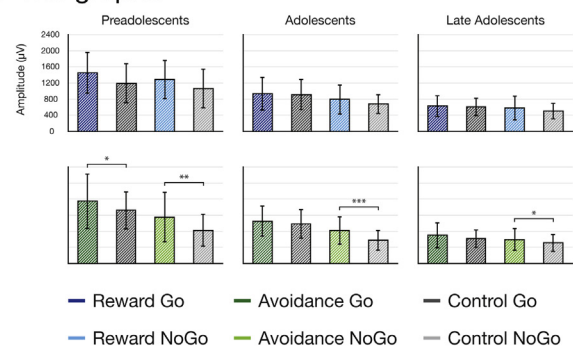 Preadolescents Adolescents Late Adolescents
Amplitude (μV)
2400
2000
1600
1200
800
400
0
* ** *** *
Reward Go Avoidance Go Control Go
Reward NoGo Avoidance NoGo Control NoGo